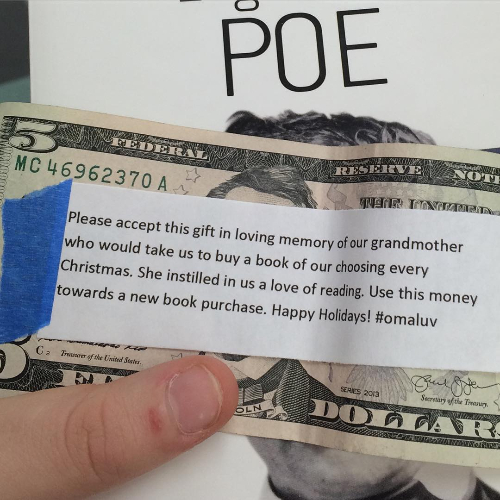 POE
5 FEDERAL RESERVE NOTE
MC 46962370 A
THE UNITED
Please accept this gift in loving memory of our grandmother
who would take us to buy a book of our choosing every
Christmas. She instilled in us a love of reading. Use this money
towards a new book purchase. Happy Holidays! #omaluv
Treasurer of the United States.
SERIES 2013
Secretary of the Treasury.
DOLLARS